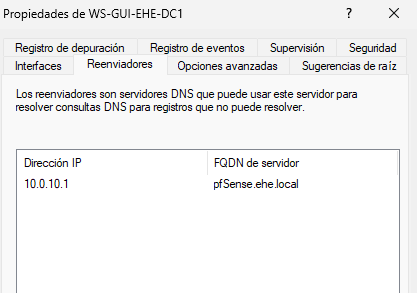 Propiedades de WS-GUI-EHE-DC1 ? ×
Registro de depuración Registro de eventos Supervisión Seguridad
Interfaces Reenviadores Opciones avanzadas Sugerencias de raíz
Los reenviadores son servidores DNS que puede usar este servidor para
resolver consultas DNS para registros que no puede resolver.
Dirección IP FQDN de servidor
10.0.10.1 pfSense.ehe.local